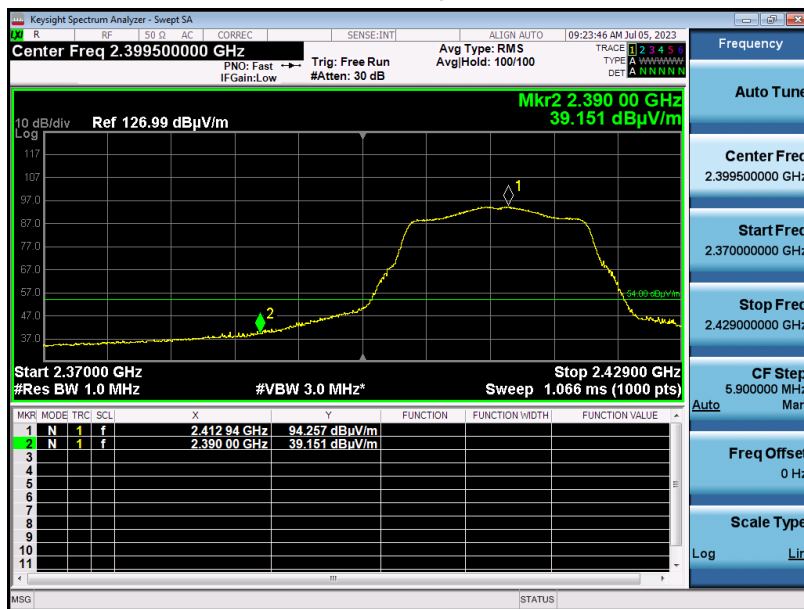 Keysight Spectrum Analyzer - Swept SA
LXI R RF 50 Ω AC CORREC SENSE:INT ALIGN AUTO 09:23:46 AM Jul 05, 2023
Center Freq 2.399500000 GHz
PNO: Fast
IFGain:Low
Trig: Free Run
#Atten: 30 dB
Avg Type: RMS
Avg|Hold: 100/100
TRACE 1 2 3 4 5 6
TYPE A WWWWW
DET A N N N N N
Mkr2 2.390 00 GHz
39.151 dBµV/m
10 dB/div Ref 126.99 dBµV/m
Log
117
107
97.0
87.0
77.0
67.0
57.0
47.0
37.0
1
2
54.00 dBµV/m
Start 2.37000 GHz Stop 2.42900 GHz
#Res BW 1.0 MHz #VBW 3.0 MHz* Sweep 1.066 ms (1000 pts)
MKR MODE TRC SCL X Y FUNCTION FUNCTION WIDTH FUNCTION VALUE
1 N 1 f 2.412 94 GHz 94.257 dBµV/m
2 N 1 f 2.390 00 GHz 39.151 dBµV/m
3
4
5
6
7
8
9
10
11
MSG STATUS
Frequency
Auto Tune
Center Freq
2.399500000 GHz
Start Freq
2.370000000 GHz
Stop Freq
2.429000000 GHz
CF Step
5.900000 MHz
Auto Man
Freq Offset
0 Hz
Scale Type
Log Lin